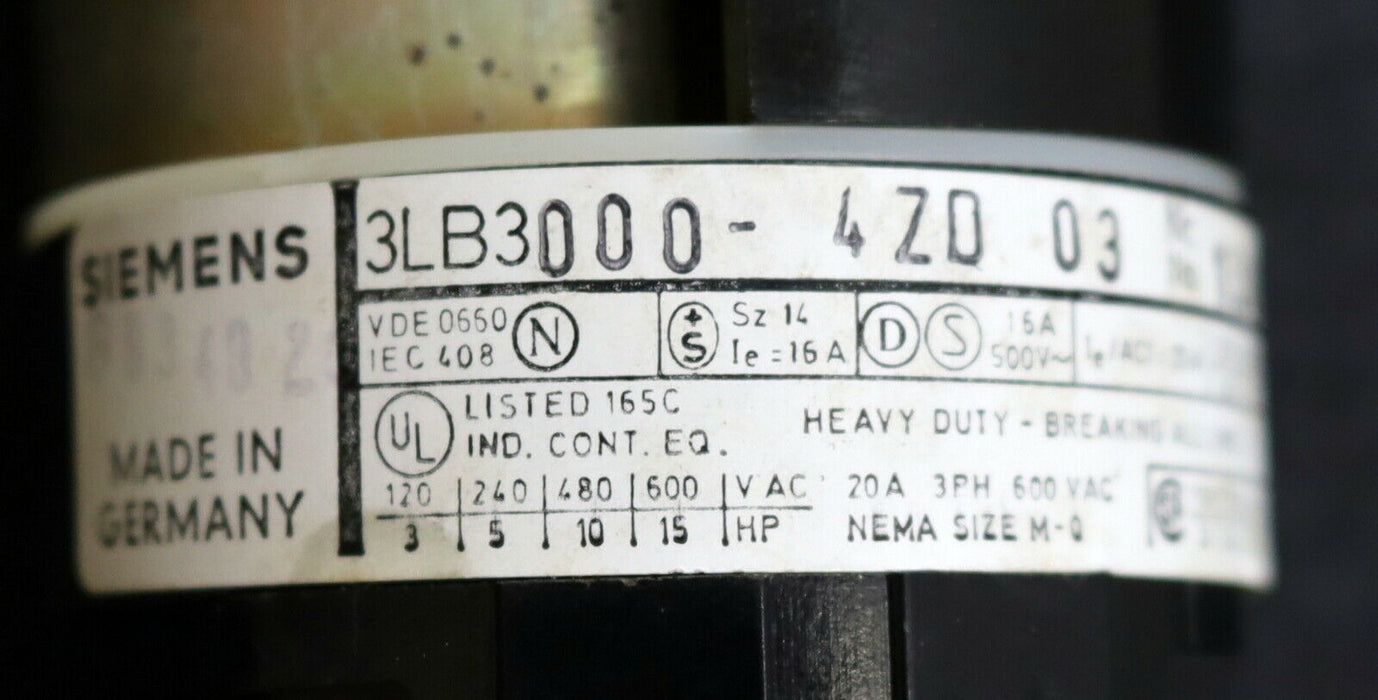 SIEMENS
MADE IN
GERMANY
3LB3000-4ZD 03
VDE 0660
IEC 408
N
+S
Sz 14
Ie = 16A
D S
16A
500V~
UL
LISTED 165C
IND. CONT. EQ.
HEAVY DUTY - BREAKING
120 240 480 600 V AC
3 5 10 15 HP
20A 3PH 600 VAC
NEMA SIZE M-Q